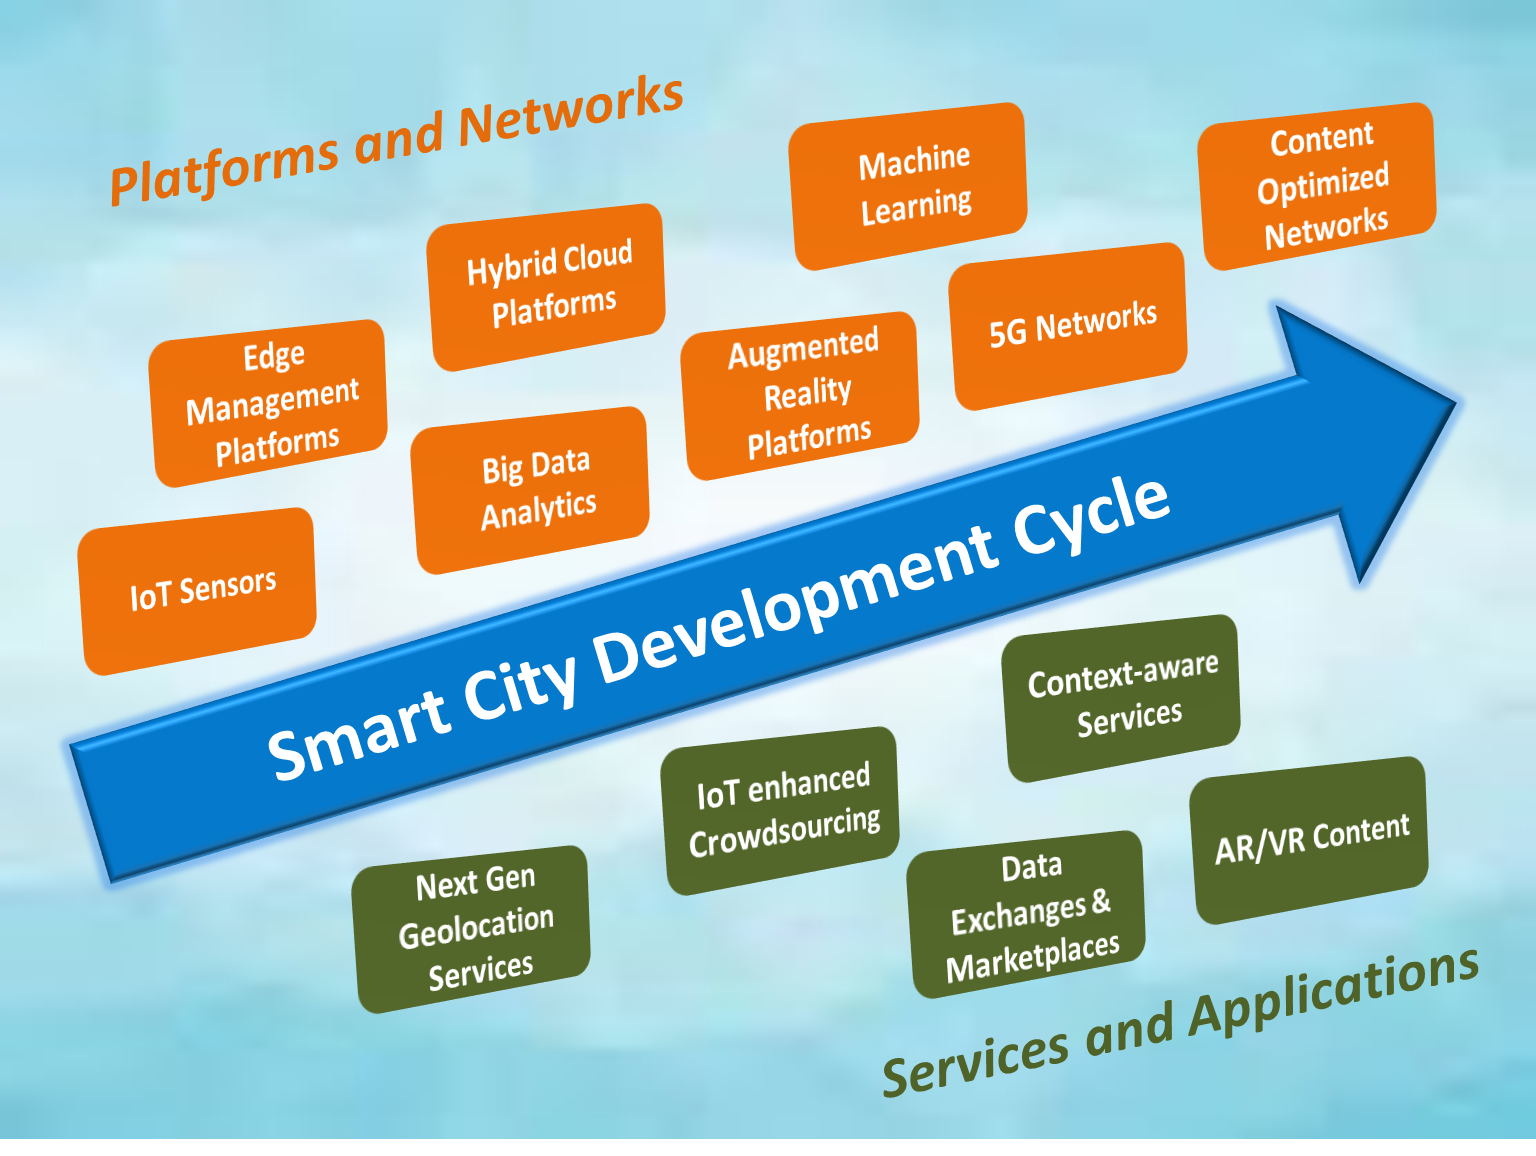 Platforms and Networks
Machine
Learning
Content
Optimized
Networks
Hybrid Cloud
Platforms
5G Networks
Edge
Management
Platforms
Augmented
Reality
Platforms
Big Data
Analytics
IoT Sensors
Smart City Development Cycle
Context-aware
Services
IoT enhanced
Crowdsourcing
AR/VR Content
Next Gen
Geolocation
Services
Data
Exchanges &
Marketplaces
Services and Applications